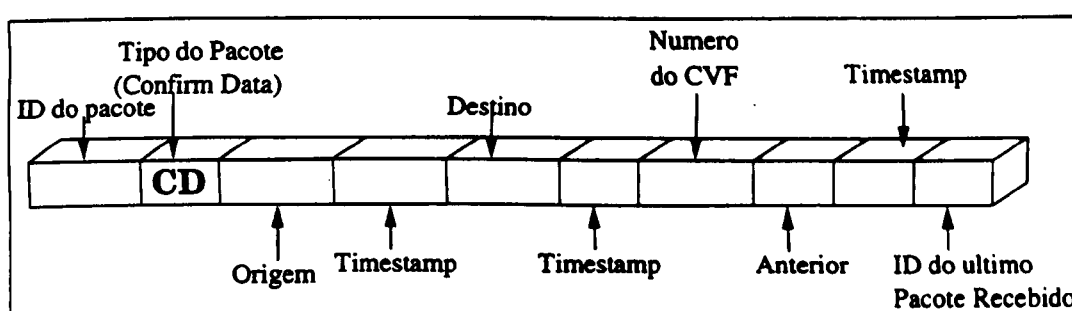 Tipo do Pacote
(Confirm Data)
ID do pacote
Destino
Numero
do CVF
Timestamp
CD
Origem
Timestamp
Timestamp
Anterior
ID do ultimo
Pacote Recebido